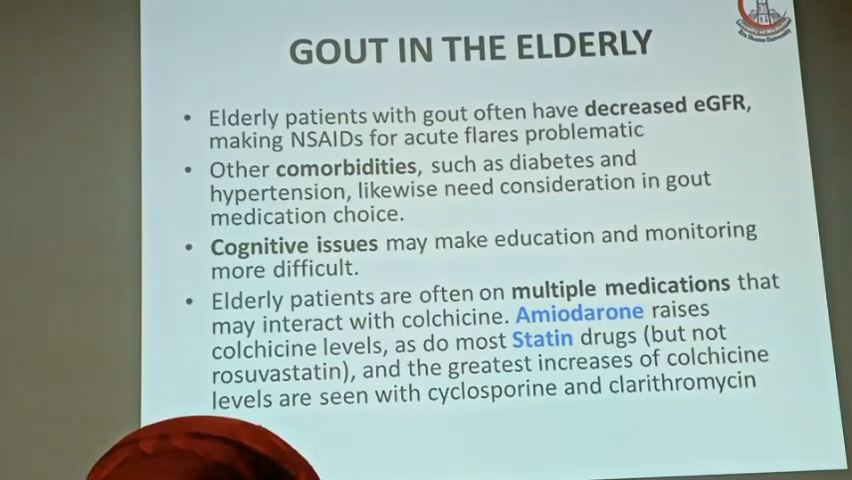 GOUT IN THE ELDERLY
• Elderly patients with gout often have decreased eGFR,
making NSAIDs for acute flares problematic
• Other comorbidities, such as diabetes and
hypertension, likewise need consideration in gout
medication choice.
• Cognitive issues may make education and monitoring
more difficult.
• Elderly patients are often on multiple medications that
may interact with colchicine. Amiodarone raises
colchicine levels, as do most Statin drugs (but not
rosuvastatin), and the greatest increases of colchicine
levels are seen with cyclosporine and clarithromycin